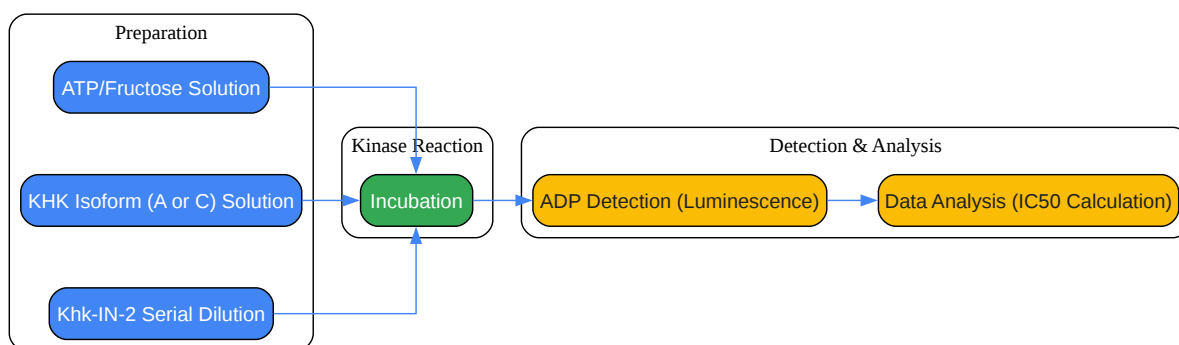 Preparation
ATP/Fructose Solution
KHK Isoform (A or C) Solution
Khk-IN-2 Serial Dilution
Kinase Reaction
Incubation
Detection & Analysis
ADP Detection (Luminescence)
Data Analysis (IC50 Calculation)